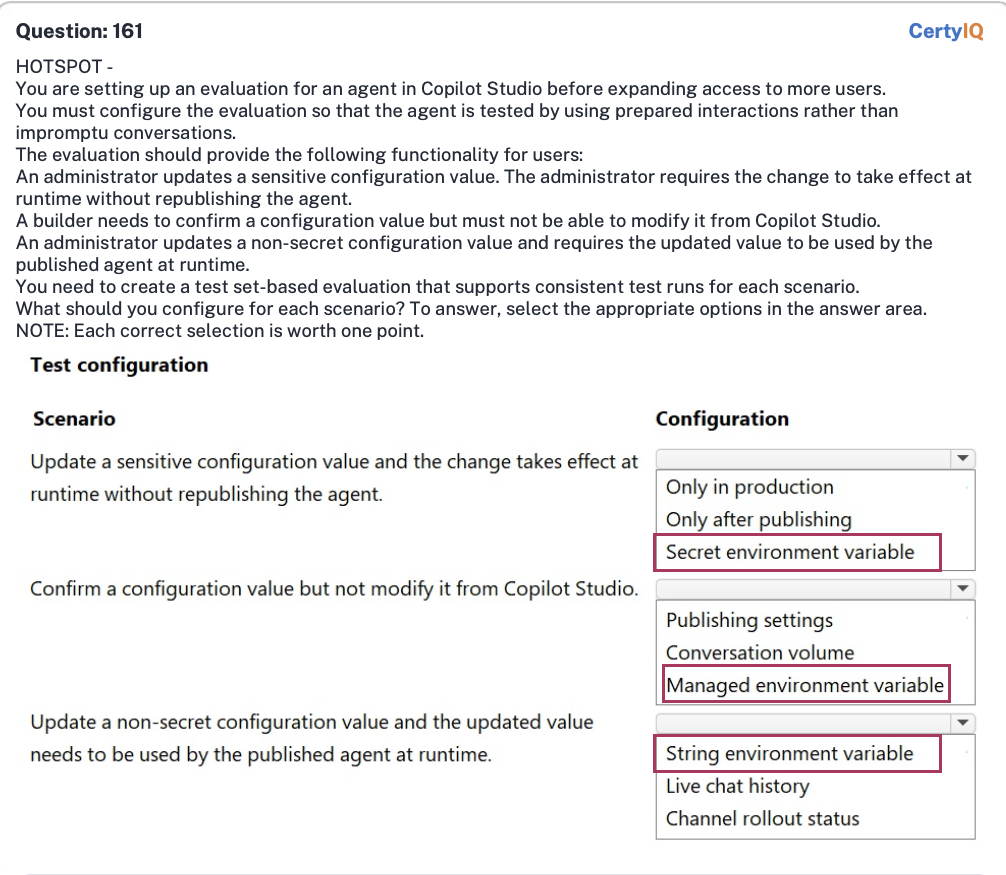 Question: 161
CertyIQ
HOTSPOT -
You are setting up an evaluation for an agent in Copilot Studio before expanding access to more users.
You must configure the evaluation so that the agent is tested by using prepared interactions rather than
impromptu conversations.
The evaluation should provide the following functionality for users:
An administrator updates a sensitive configuration value. The administrator requires the change to take effect at
runtime without republishing the agent.
A builder needs to confirm a configuration value but must not be able to modify it from Copilot Studio.
An administrator updates a non-secret configuration value and requires the updated value to be used by the
published agent at runtime.
You need to create a test set-based evaluation that supports consistent test runs for each scenario.
What should you configure for each scenario? To answer, select the appropriate options in the answer area.
NOTE: Each correct selection is worth one point.
Test configuration
Scenario
Configuration
Update a sensitive configuration value and the change takes effect at
runtime without republishing the agent.
Only in production
Only after publishing
Secret environment variable
Confirm a configuration value but not modify it from Copilot Studio.
Publishing settings
Conversation volume
Managed environment variable
Update a non-secret configuration value and the updated value
needs to be used by the published agent at runtime.
String environment variable
Live chat history
Channel rollout status